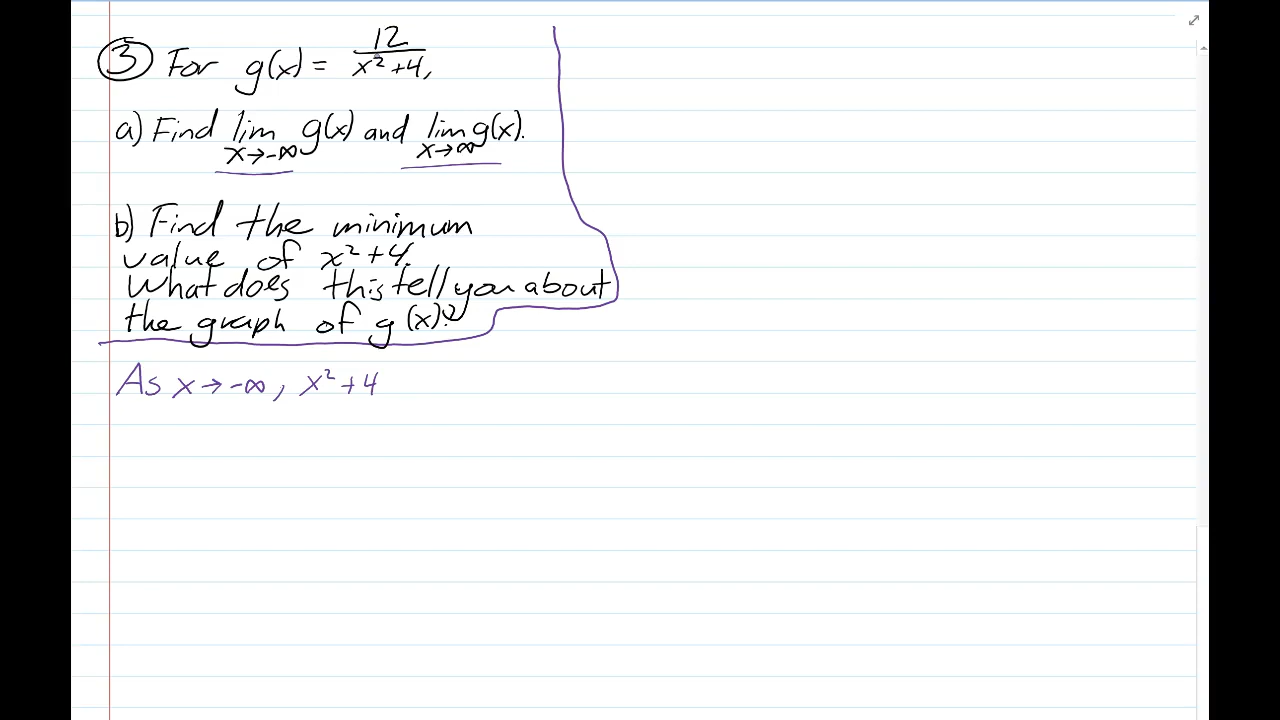 ③ For g(x) = 12/(x² + 4),
a) Find lim x→-∞ g(x) and lim x→∞ g(x).
b) Find the minimum
value of x² + 4.
What does this tell you about
the graph of g(x)?
As x → -∞, x² + 4